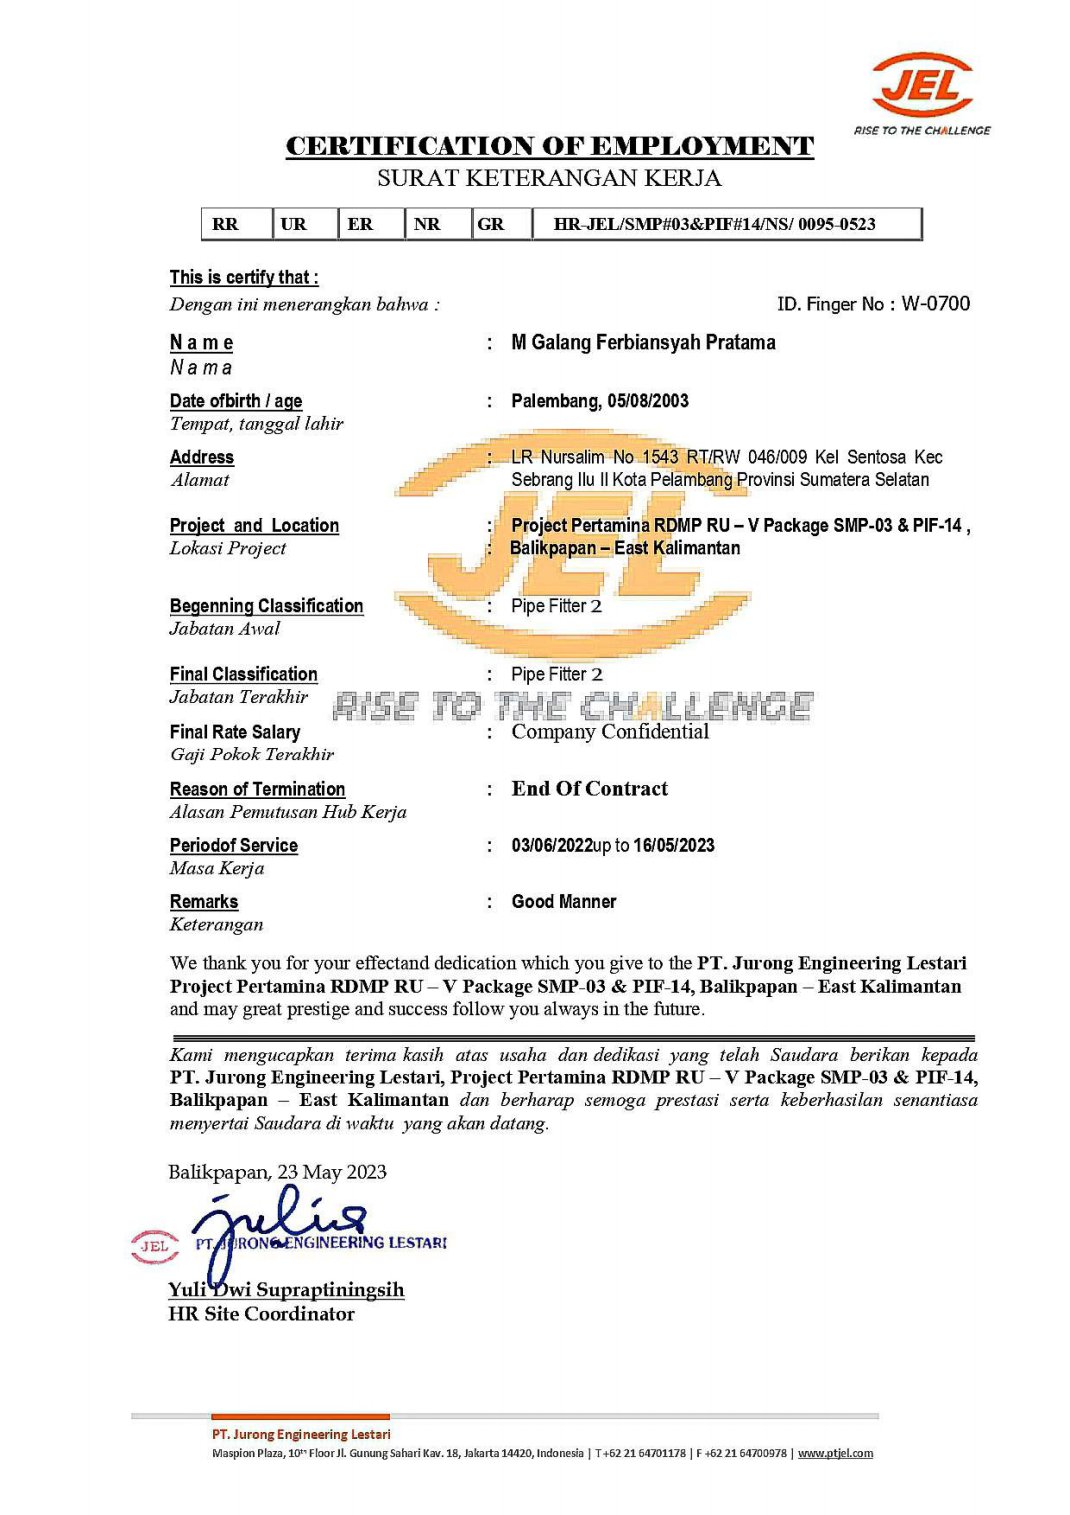 JEL
RISE TO THE CHALLENGE
CERTIFICATION OF EMPLOYMENT
SURAT KETERANGAN KERJA
RR UR ER NR GR HR-JEL/SMP#03&PIF#14/NS/ 0095-0523
This is certify that :
Dengan ini menerangkan bahwa : ID. Finger No : W-0700
N a m e : M Galang Ferbiansyah Pratama
N a m a
Date ofbirth / age : Palembang, 05/08/2003
Tempat, tanggal lahir
Address : LR Nursalim No 1543 RT/RW 046/009 Kel Sentosa Kec
Alamat Sebrang Ilu II Kota Pelambang Provinsi Sumatera Selatan
Project and Location : Project Pertamina RDMP RU – V Package SMP-03 & PIF-14 ,
Lokasi Project : Balikpapan – East Kalimantan
JEL
Begenning Classification : Pipe Fitter 2
Jabatan Awal
Final Classification : Pipe Fitter 2
Jabatan Terakhir
RISE TO THE CHALLENGE
Final Rate Salary : Company Confidential
Gaji Pokok Terakhir
Reason of Termination : End Of Contract
Alasan Pemutusan Hub Kerja
Periodof Service : 03/06/2022up to 16/05/2023
Masa Kerja
Remarks : Good Manner
Keterangan
We thank you for your effectand dedication which you give to the PT. Jurong Engineering Lestari
Project Pertamina RDMP RU – V Package SMP-03 & PIF-14, Balikpapan – East Kalimantan
and may great prestige and success follow you always in the future.
Kami mengucapkan terima kasih atas usaha dan dedikasi yang telah Saudara berikan kepada
PT. Jurong Engineering Lestari, Project Pertamina RDMP RU – V Package SMP-03 & PIF-14,
Balikpapan – East Kalimantan dan berharap semoga prestasi serta keberhasilan senantiasa
menyertai Saudara di waktu yang akan datang.
Balikpapan, 23 May 2023
julius
JEL PT. JURONG ENGINEERING LESTARI
Yuli Dwi Supraptiningsih
HR Site Coordinator
PT. Jurong Engineering Lestari
Maspion Plaza, 10th Floor Jl. Gunung Sahari Kav. 18, Jakarta 14420, Indonesia | T +62 21 64701178 | F +62 21 64700978 | www.ptjel.com